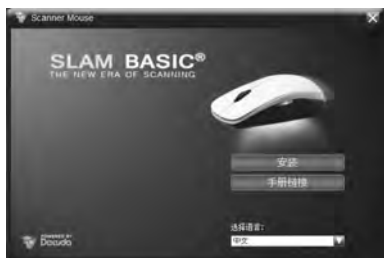 Scanner Mouse
SLAM BASIC®
THE NEW ERA OF SCANNING
安装
手册链接
选择语言:
POWERED BY
Dacuda
中文